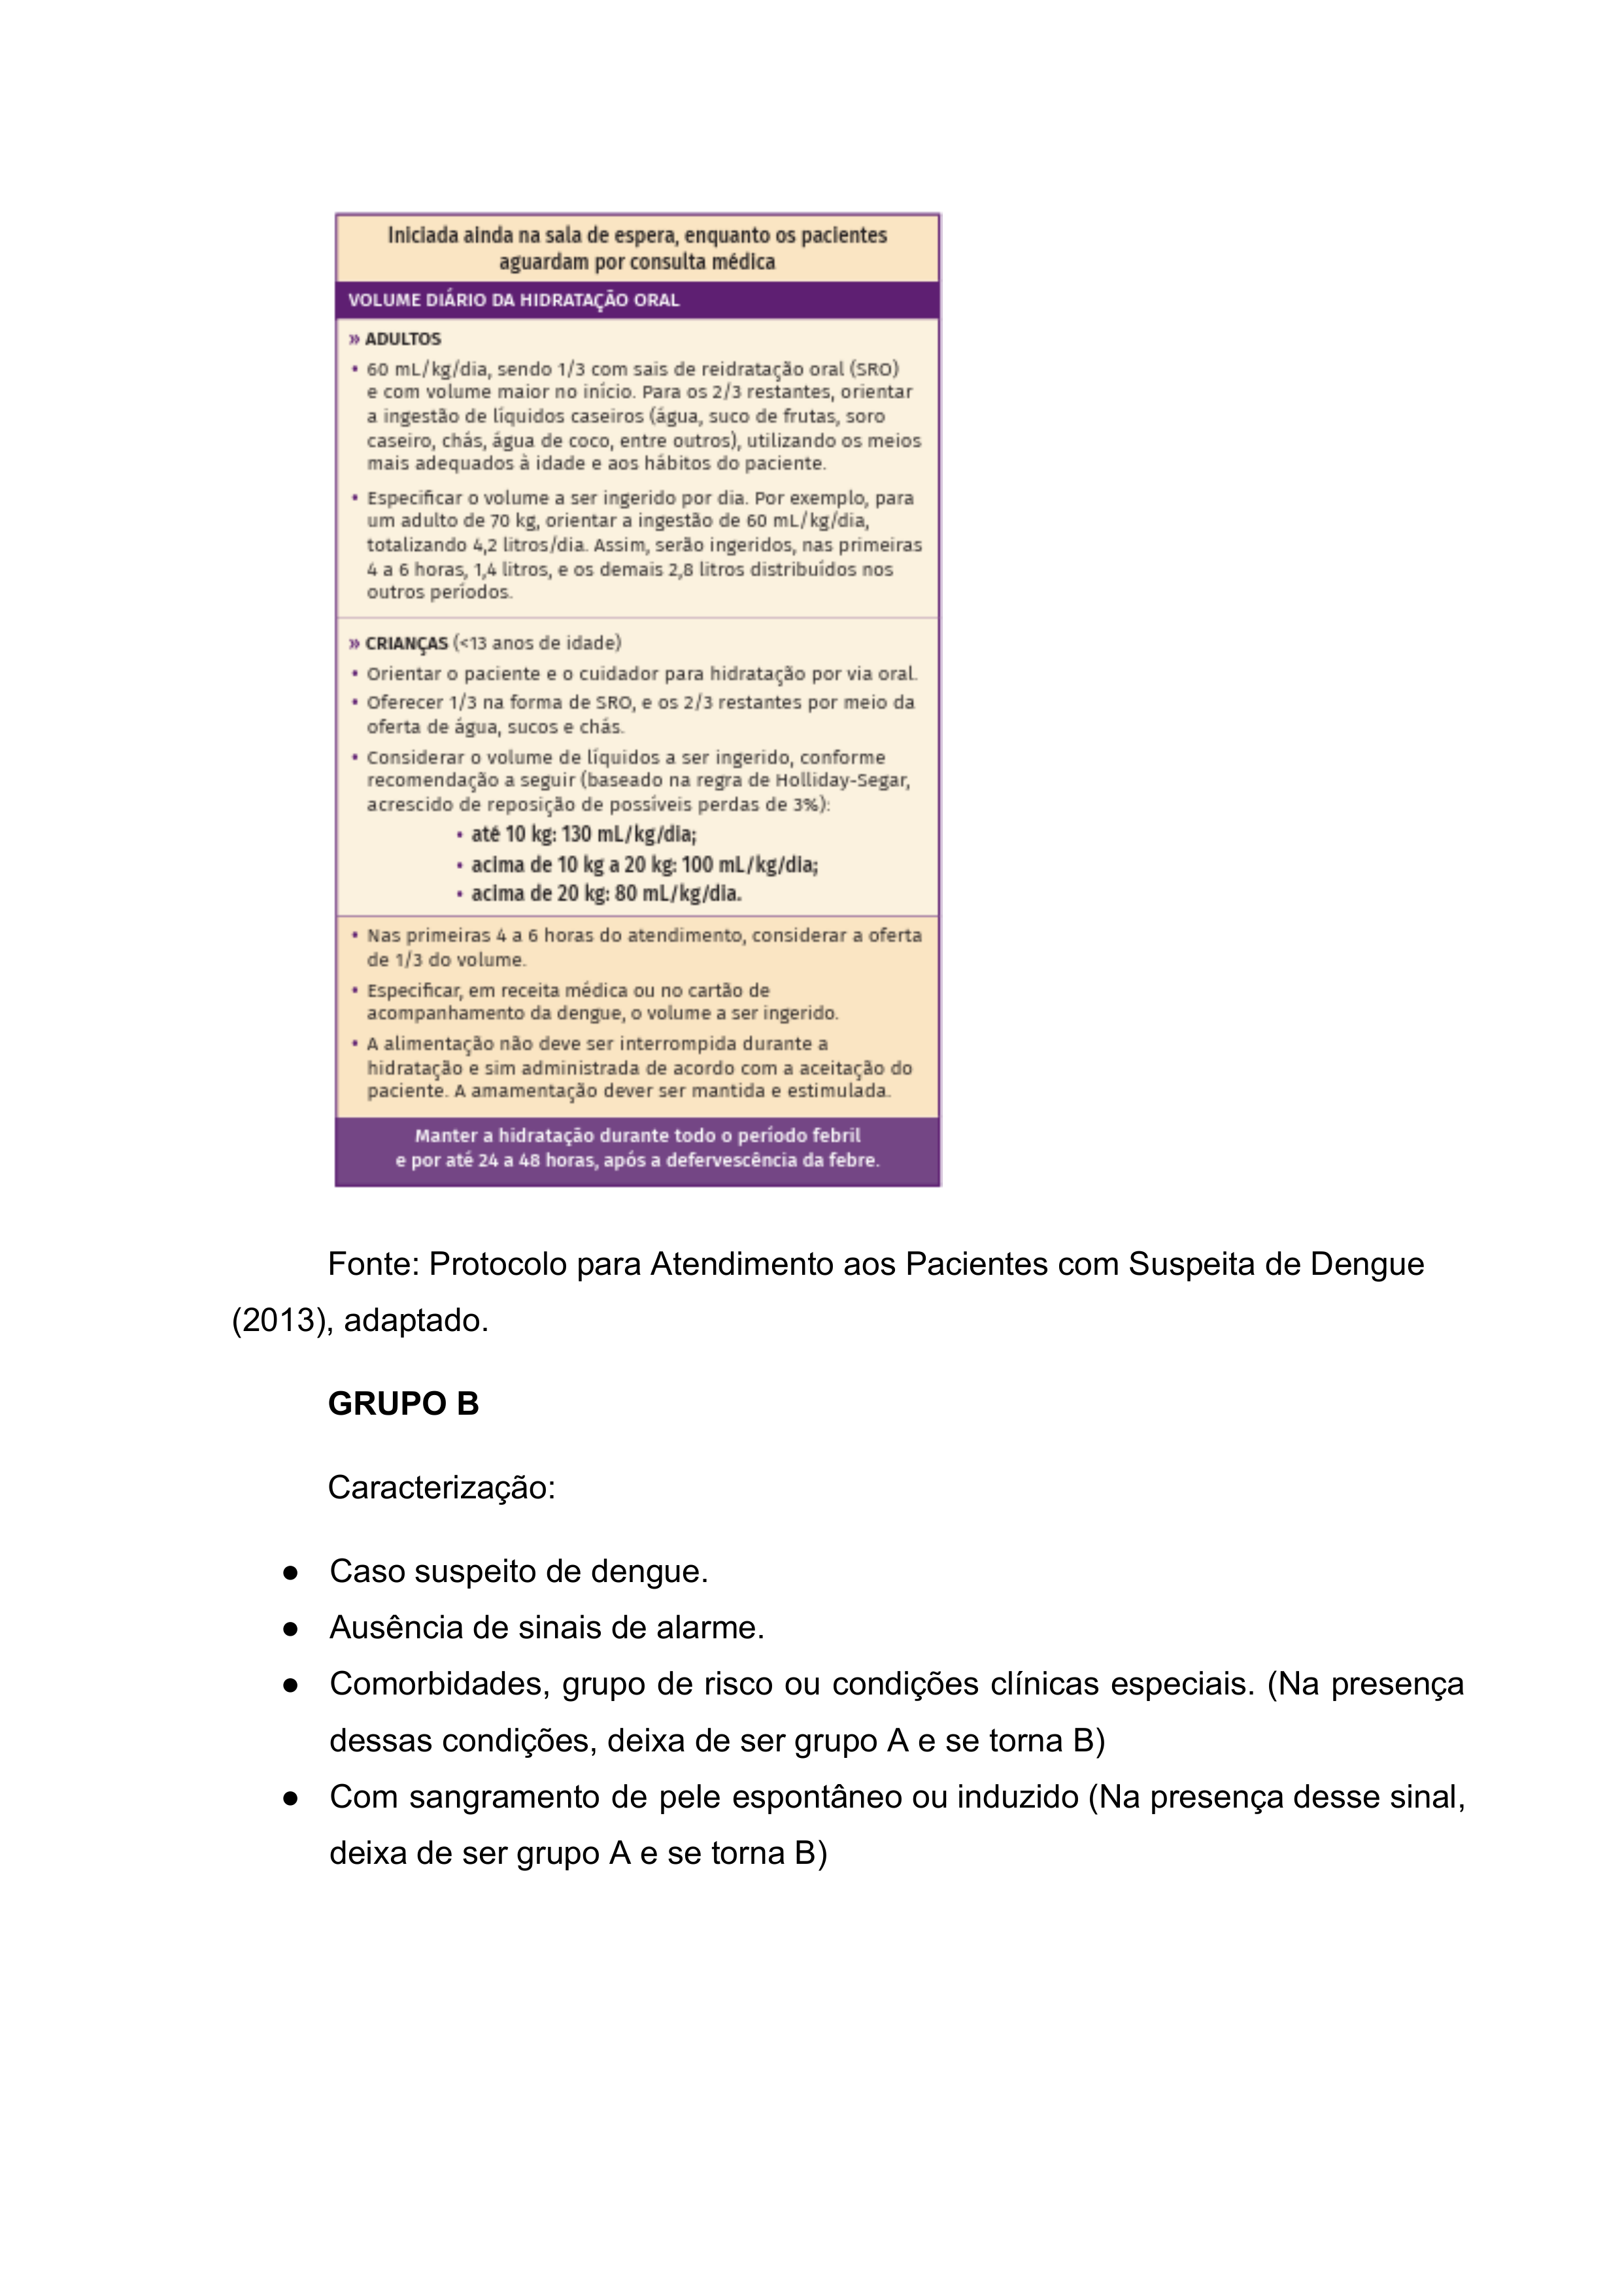 Iniciada ainda na sala de espera, enquanto os pacientes
aguardam por consulta médica
VOLUME DIÁRIO DA HIDRATAÇÃO ORAL
» ADULTOS
• 60 mL/kg/dia, sendo 1/3 com sais de reidratação oral (SRO)
e com volume maior no início. Para os 2/3 restantes, orientar
a ingestão de líquidos caseiros (água, suco de frutas, soro
caseiro, chás, água de coco, entre outros), utilizando os meios
mais adequados à idade e aos hábitos do paciente.
• Especificar o volume a ser ingerido por dia. Por exemplo, para
um adulto de 70 kg, orientar a ingestão de 60 mL/kg/dia,
totalizando 4,2 litros/dia. Assim, serão ingeridos, nas primeiras
4 a 6 horas, 1,4 litros, e os demais 2,8 litros distribuídos nos
outros períodos.
» CRIANÇAS (<13 anos de idade)
• Orientar o paciente e o cuidador para hidratação por via oral.
• Oferecer 1/3 na forma de SRO, e os 2/3 restantes por meio da
oferta de água, sucos e chás.
• Considerar o volume de líquidos a ser ingerido, conforme
recomendação a seguir (baseado na regra de Holliday-Segar,
acrescido de reposição de possíveis perdas de 3%):
• até 10 kg: 130 mL/kg/dia;
• acima de 10 kg a 20 kg: 100 mL/kg/dia;
• acima de 20 kg: 80 mL/kg/dia.
• Nas primeiras 4 a 6 horas do atendimento, considerar a oferta
de 1/3 do volume.
• Especificar, em receita médica ou no cartão de
acompanhamento da dengue, o volume a ser ingerido.
• A alimentação não deve ser interrompida durante a
hidratação e sim administrada de acordo com a aceitação do
paciente. A amamentação dever ser mantida e estimulada.
Manter a hidratação durante todo o período febril
e por até 24 a 48 horas, após a defervescência da febre.
Fonte: Protocolo para Atendimento aos Pacientes com Suspeita de Dengue
(2013), adaptado.
GRUPO B
Caracterização:
● Caso suspeito de dengue.
● Ausência de sinais de alarme.
● Comorbidades, grupo de risco ou condições clínicas especiais. (Na presença
dessas condições, deixa de ser grupo A e se torna B)
● Com sangramento de pele espontâneo ou induzido (Na presença desse sinal,
deixa de ser grupo A e se torna B)